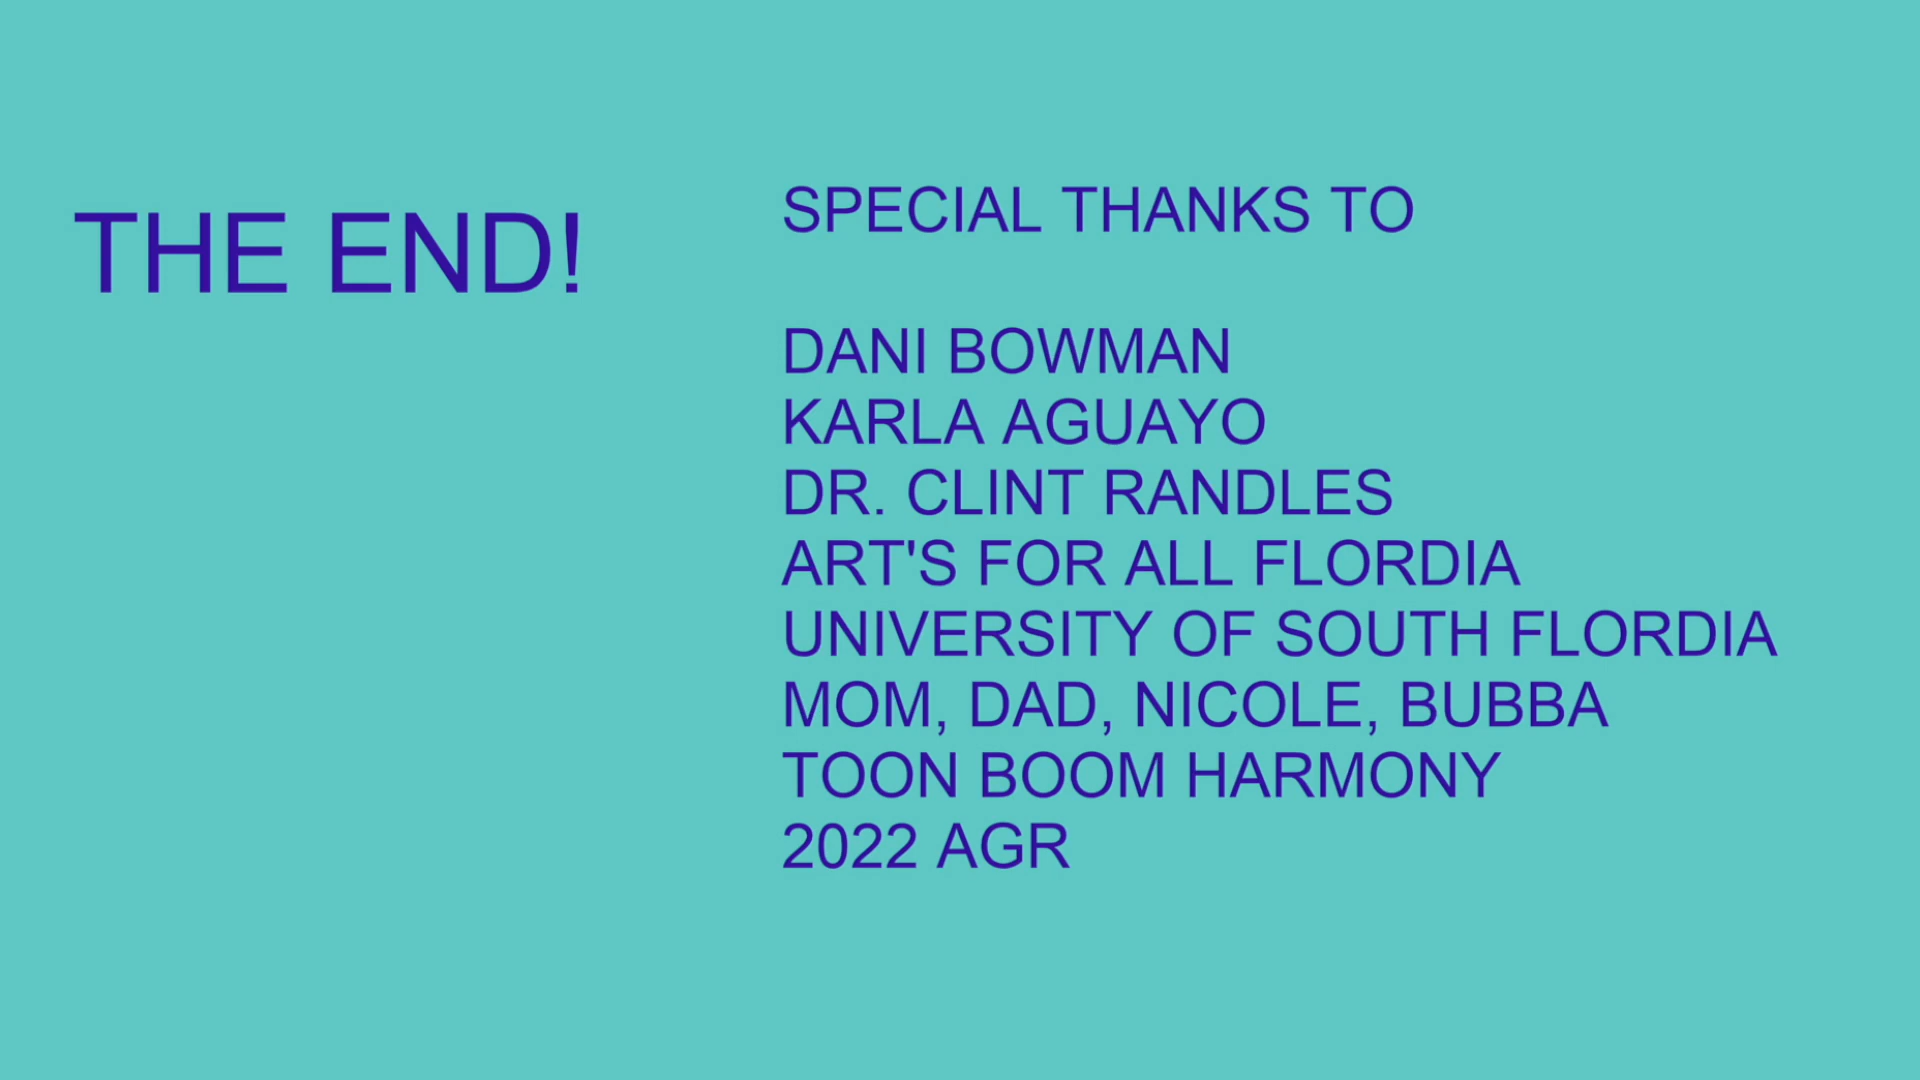 THE END!
SPECIAL THANKS TO
DANI BOWMAN
KARLA AGUAYO
DR. CLINT RANDLES
ART'S FOR ALL FLORDIA
UNIVERSITY OF SOUTH FLORDIA
MOM, DAD, NICOLE, BUBBA
TOON BOOM HARMONY
2022 AGR